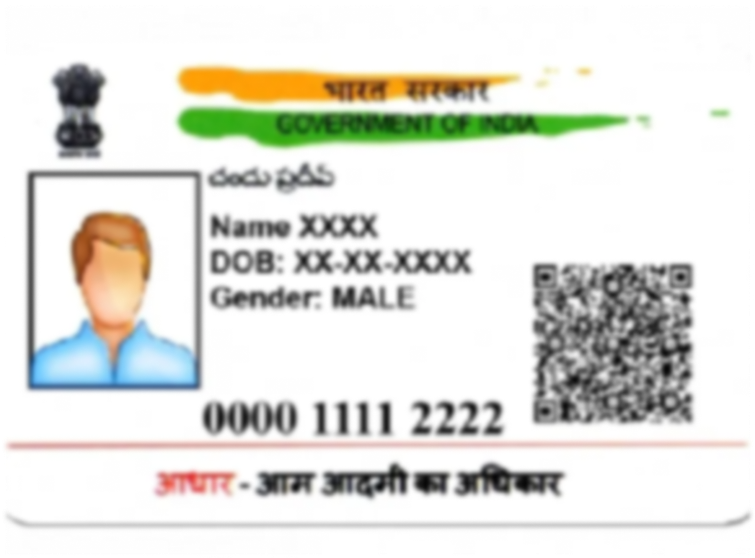 भारत सरकार
GOVERNMENT OF INDIA
చందు ప్రదీప్
Name XXXX
DOB: XX-XX-XXXX
Gender: MALE
0000 1111 2222
आधार - आम आदमी का अधिकार